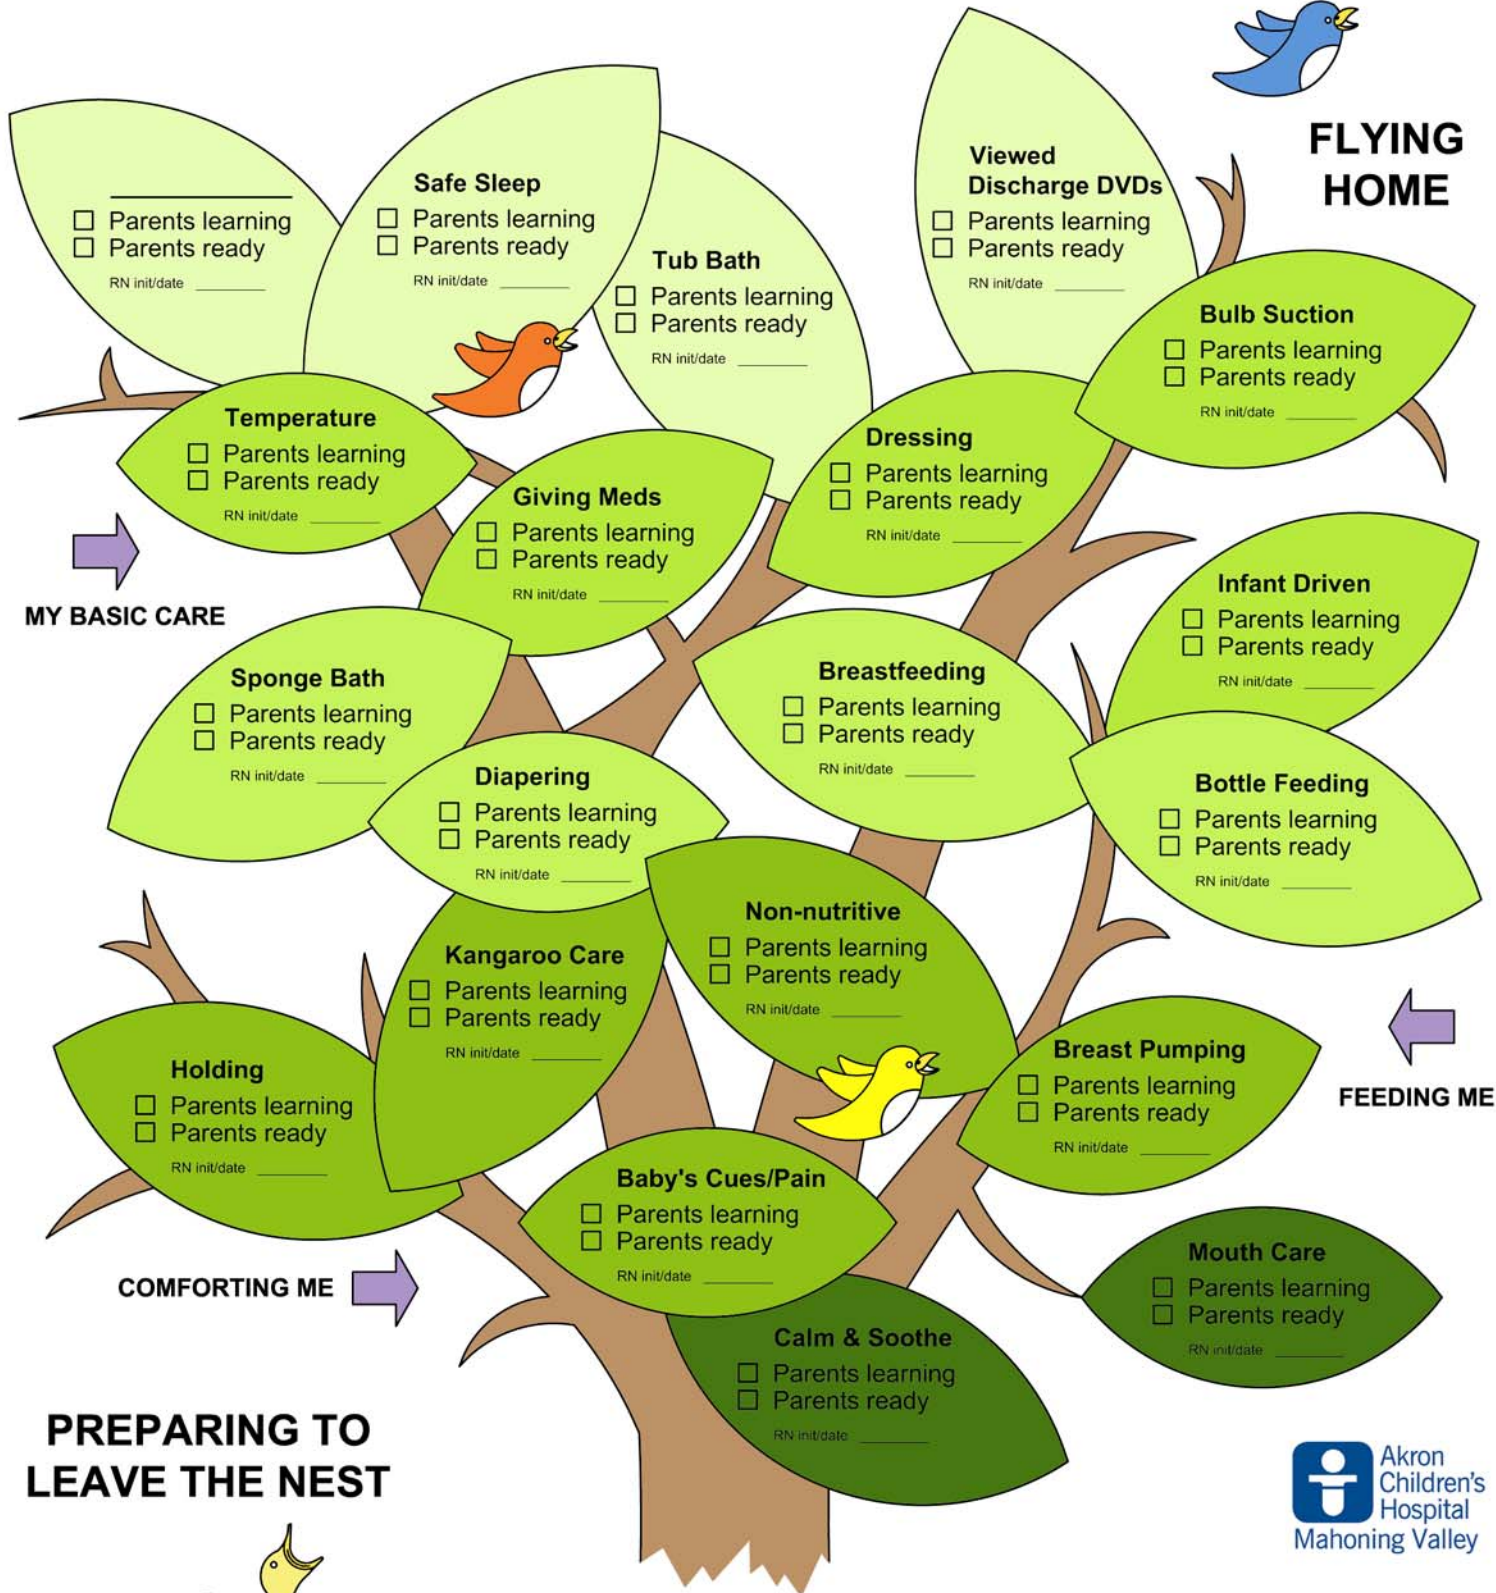 FLYING
HOME
☐ Parents learning
☐ Parents ready
RN init/date
Safe Sleep
☐ Parents learning
☐ Parents ready
RN init/date
Tub Bath
☐ Parents learning
☐ Parents ready
RN init/date
Viewed
Discharge DVDs
☐ Parents learning
☐ Parents ready
RN init/date
Bulb Suction
☐ Parents learning
☐ Parents ready
RN init/date
Temperature
☐ Parents learning
☐ Parents ready
RN init/date
Giving Meds
☐ Parents learning
☐ Parents ready
RN init/date
Dressing
☐ Parents learning
☐ Parents ready
RN init/date
MY BASIC CARE
Infant Driven
☐ Parents learning
☐ Parents ready
RN init/date
Sponge Bath
☐ Parents learning
☐ Parents ready
RN init/date
Breastfeeding
☐ Parents learning
☐ Parents ready
RN init/date
Diapering
☐ Parents learning
☐ Parents ready
RN init/date
Bottle Feeding
☐ Parents learning
☐ Parents ready
RN init/date
Kangaroo Care
☐ Parents learning
☐ Parents ready
RN init/date
Non-nutritive
☐ Parents learning
☐ Parents ready
RN init/date
Holding
☐ Parents learning
☐ Parents ready
RN init/date
Breast Pumping
☐ Parents learning
☐ Parents ready
RN init/date
FEEDING ME
Baby's Cues/Pain
☐ Parents learning
☐ Parents ready
RN init/date
COMFORTING ME
Mouth Care
☐ Parents learning
☐ Parents ready
RN init/date
Calm & Soothe
☐ Parents learning
☐ Parents ready
RN init/date
PREPARING TO
LEAVE THE NEST
Akron
Children's
Hospital
Mahoning Valley